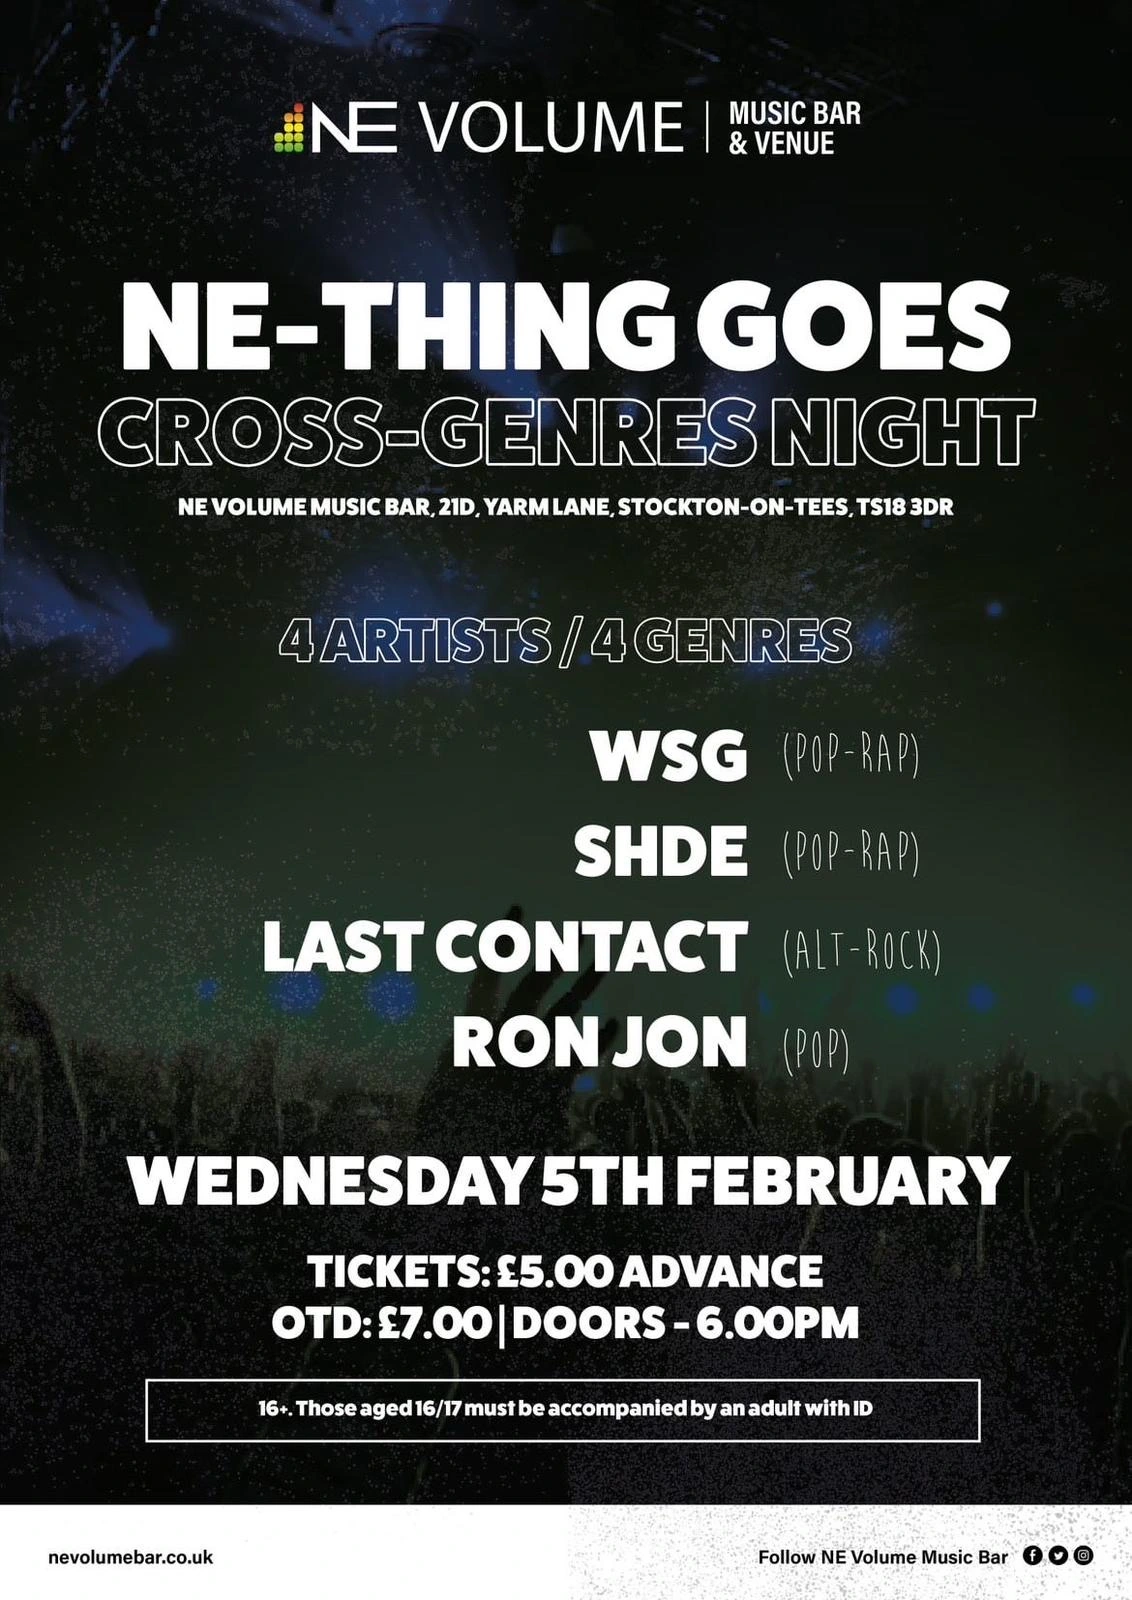 NE VOLUME
MUSIC BAR
& VENUE
NE-THING GOES
CROSS-GENRES NIGHT
NE VOLUME MUSIC BAR, 21D, YARM LANE, STOCKTON-ON-TEES, TS18 3DR
4 ARTISTS / 4 GENRES
WSG (POP-RAP)
SHDE (POP-RAP)
LAST CONTACT (ALT-ROCK)
RON JON (POP)
WEDNESDAY 5TH FEBRUARY
TICKETS: £5.00 ADVANCE
OTD: £7.00 | DOORS - 6.00PM
16+. Those aged 16/17 must be accompanied by an adult with ID
nevolumebar.co.uk
Follow NE Volume Music Bar